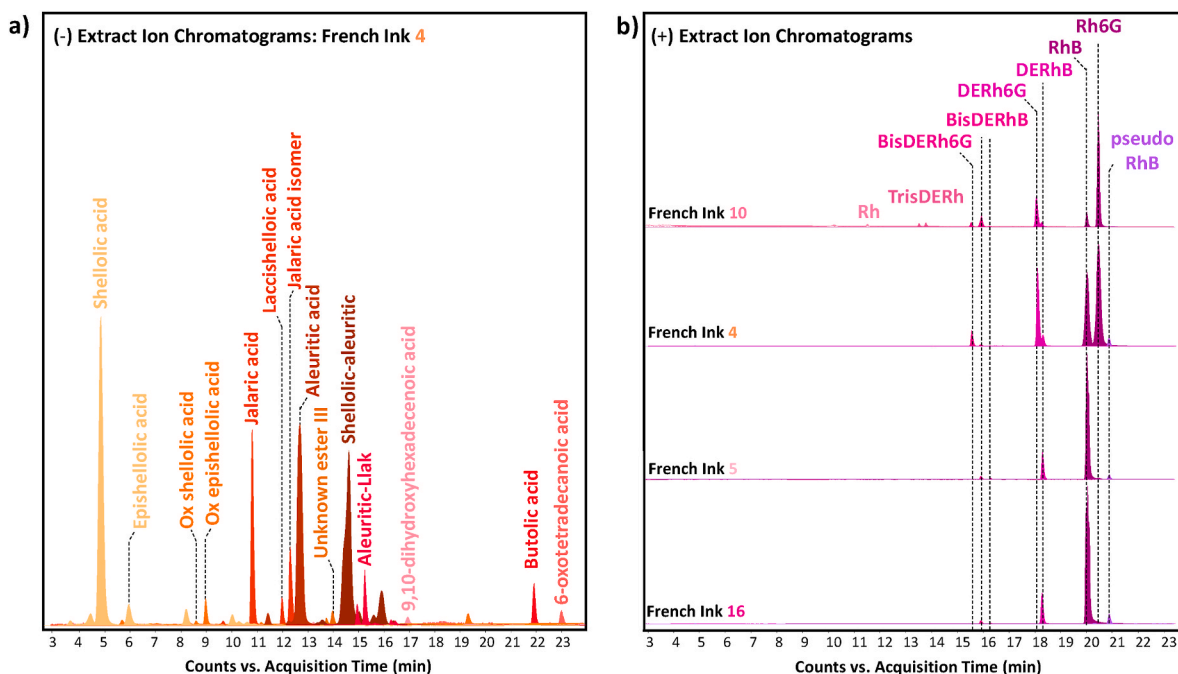 a)
(-) Extract Ion Chromatograms: French Ink 4
Shellolic acid
Epishellolic acid
Ox shellolic acid
Ox epishellolic acid
Jalaric acid
Laccishelloic acid
Jalaric acid isomer
Aleuritic acid
Unknown ester III
Shellolic-aleuritic
Aleuritic-Llak
9,10-dihydroxyhexadecenoic acid
Butolic acid
6-oxotetradecanoic acid
3 4 5 6 7 8 9 10 11 12 13 14 15 16 17 18 19 20 21 22 23
Counts vs. Acquisition Time (min)
b)
(+) Extract Ion Chromatograms
Rh6G
RhB
DERhB
DERh6G
BisDERhB
BisDERh6G
pseudo
RhB
TrisDERh
Rh
French Ink 10
French Ink 4
French Ink 5
French Ink 16
3 4 5 6 7 8 9 10 11 12 13 14 15 16 17 18 19 20 21 22 23
Counts vs. Acquisition Time (min)